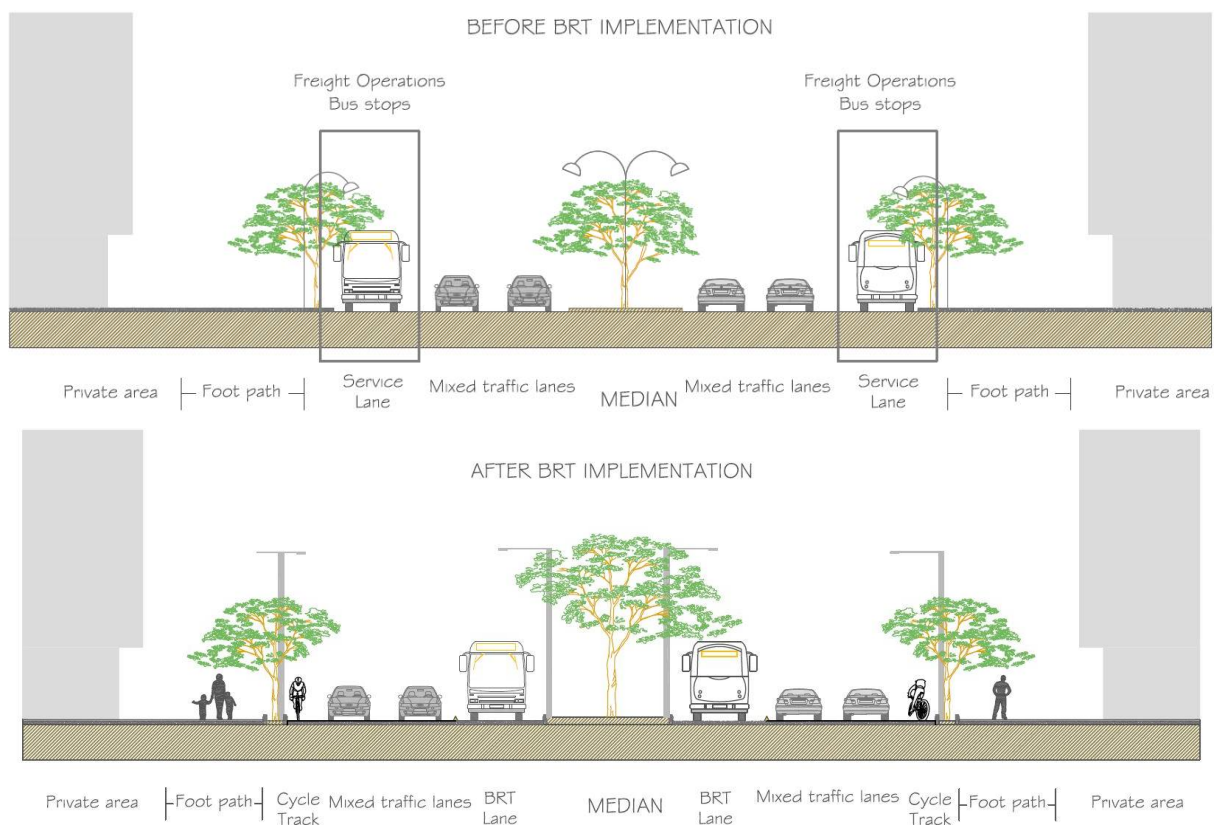 BEFORE BRT IMPLEMENTATION
Freight Operations
Bus stops
Freight Operations
Bus stops
Private area
Foot path
Service
Lane
Mixed traffic lanes
MEDIAN
Mixed traffic lanes
Service
Lane
Foot path
Private area
AFTER BRT IMPLEMENTATION
Private area
Foot path
Cycle
Track
Mixed traffic lanes
BRT
Lane
MEDIAN
BRT
Lane
Mixed traffic lanes
Cycle
Track
Foot path
Private area